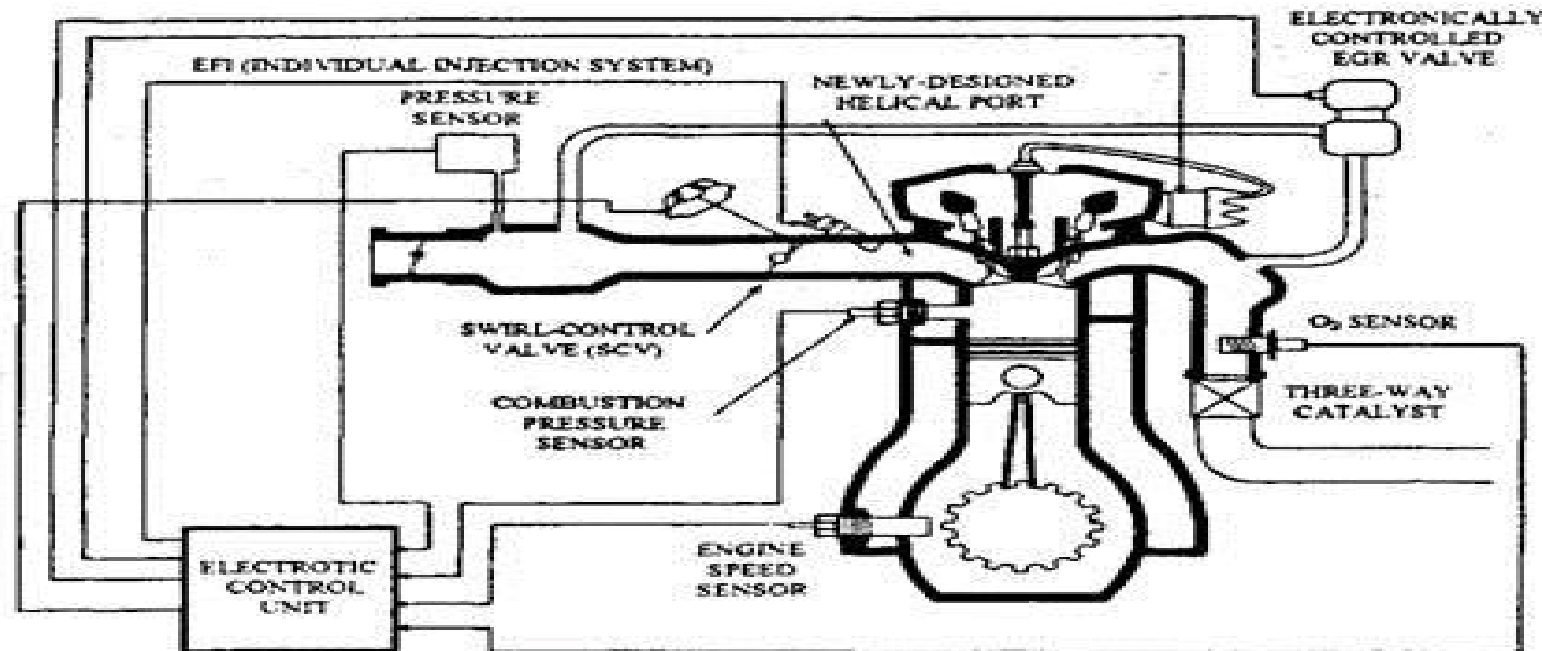 ELECTRONICALLY
CONTROLLED
EGR VALVE
EFI (INDIVIDUAL INJECTION SYSTEM)
PRESSURE
SENSOR
NEWLY-DESIGNED
HELICAL PORT
SWIRL-CONTROL
VALVE (SCV)
O₂ SENSOR
COMBUSTION
PRESSURE
SENSOR
THREE-WAY
CATALYST
ENGINE
SPEED
SENSOR
ELECTROTIC
CONTROL
UNIT